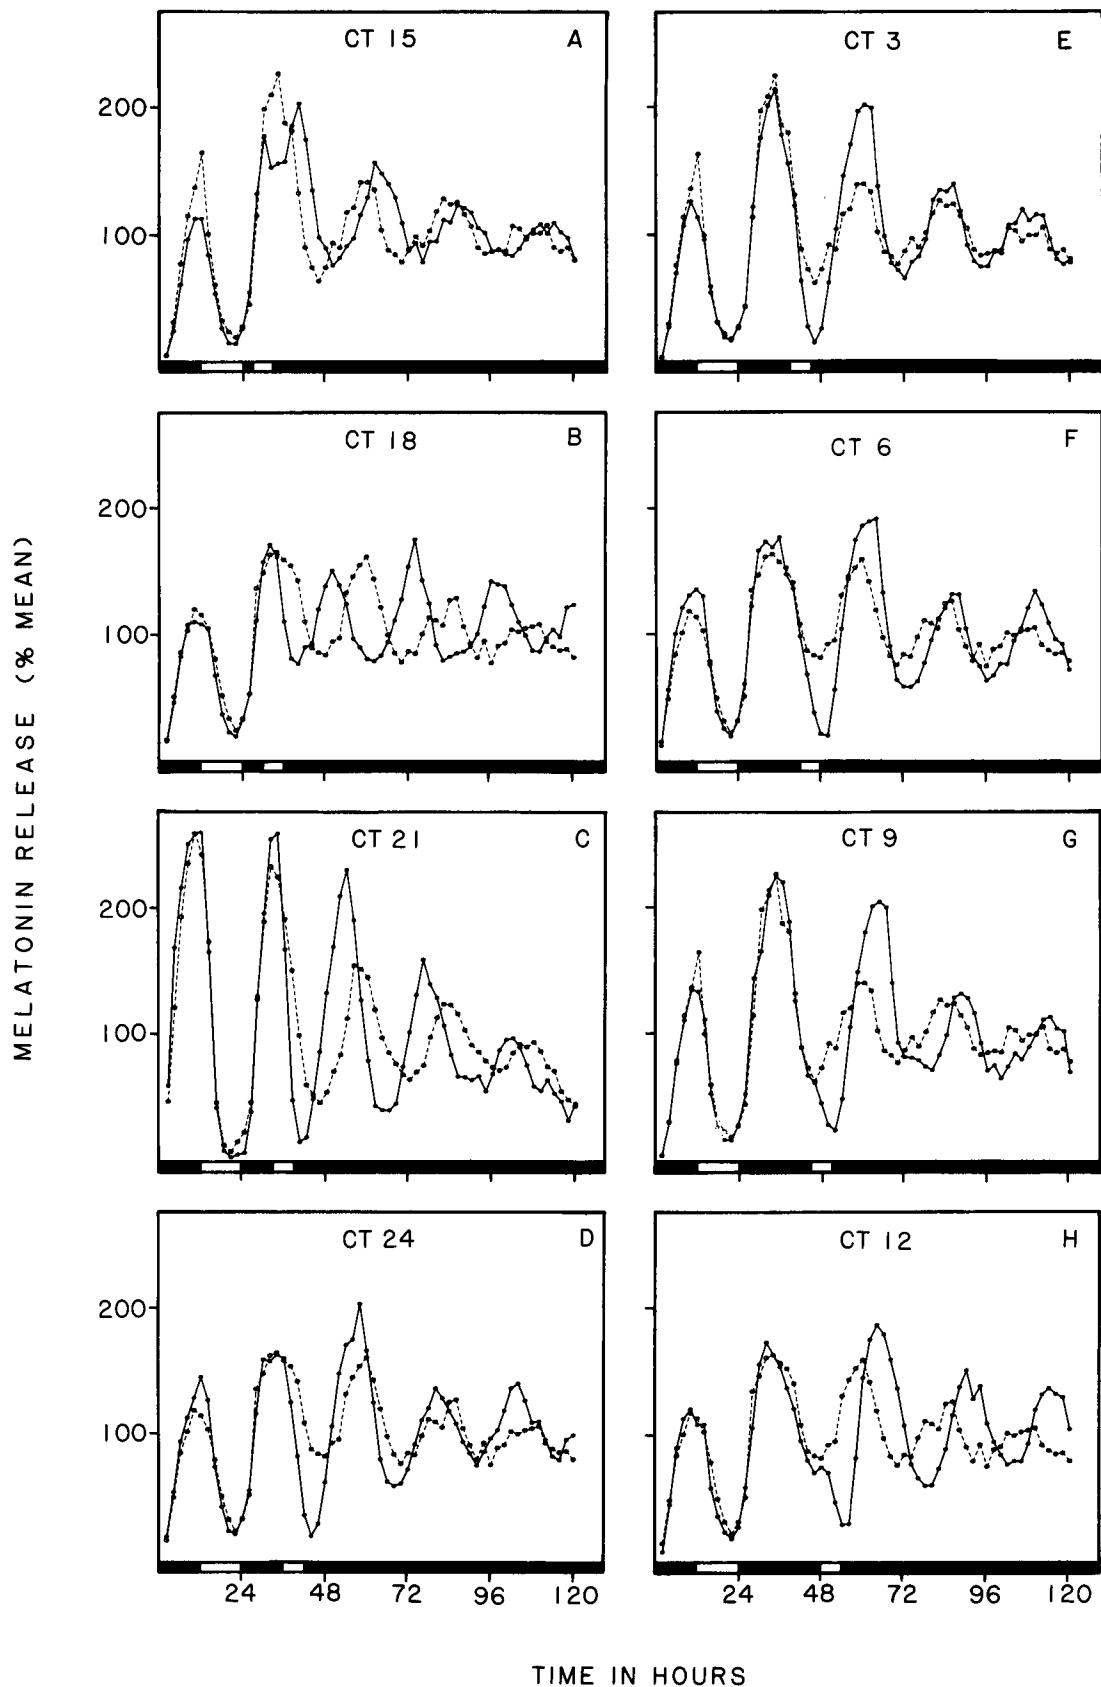 CT 15 A
CT 3 E
200
100
CT 18 B
CT 6 F
200
100
MELATONIN RELEASE (% MEAN)
CT 21 C
CT 9 G
200
100
CT 24 D
CT 12 H
200
100
24 48 72 96 120
24 48 72 96 120
TIME IN HOURS